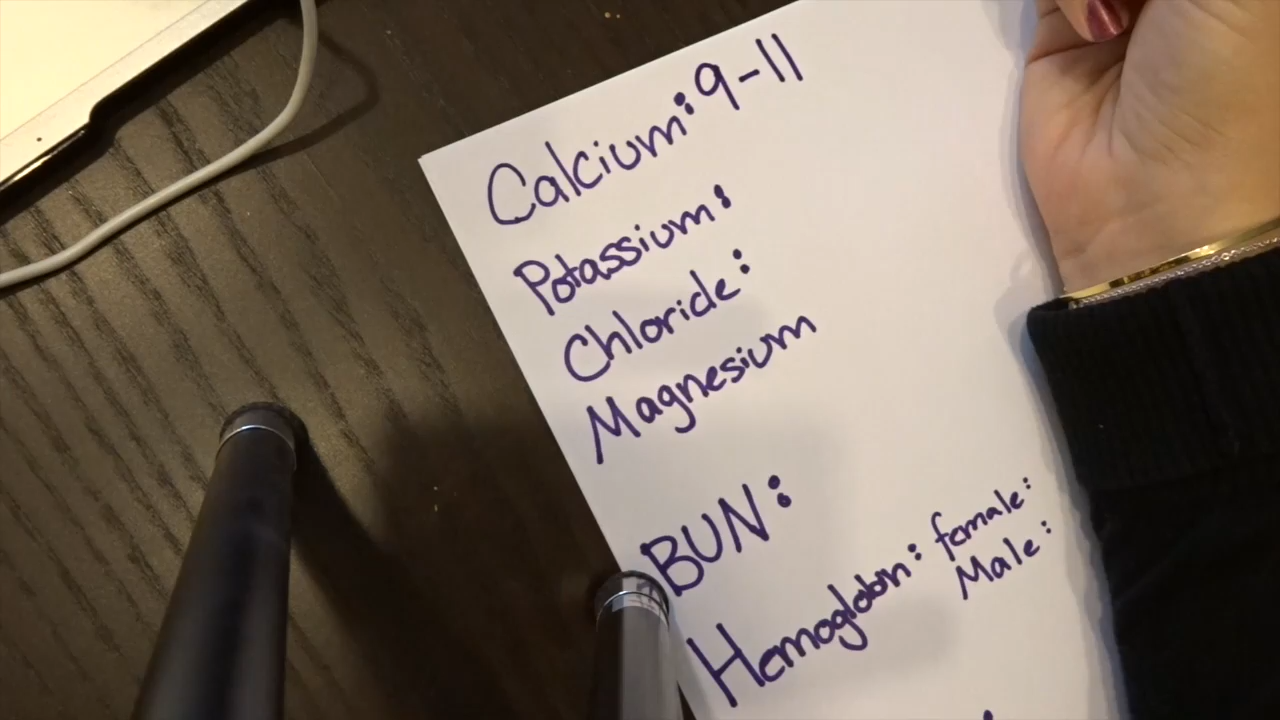 Calcium: 9-11
Potassium:
Chloride:
Magnesium
BUN:
Hemoglobin: female:
Male: